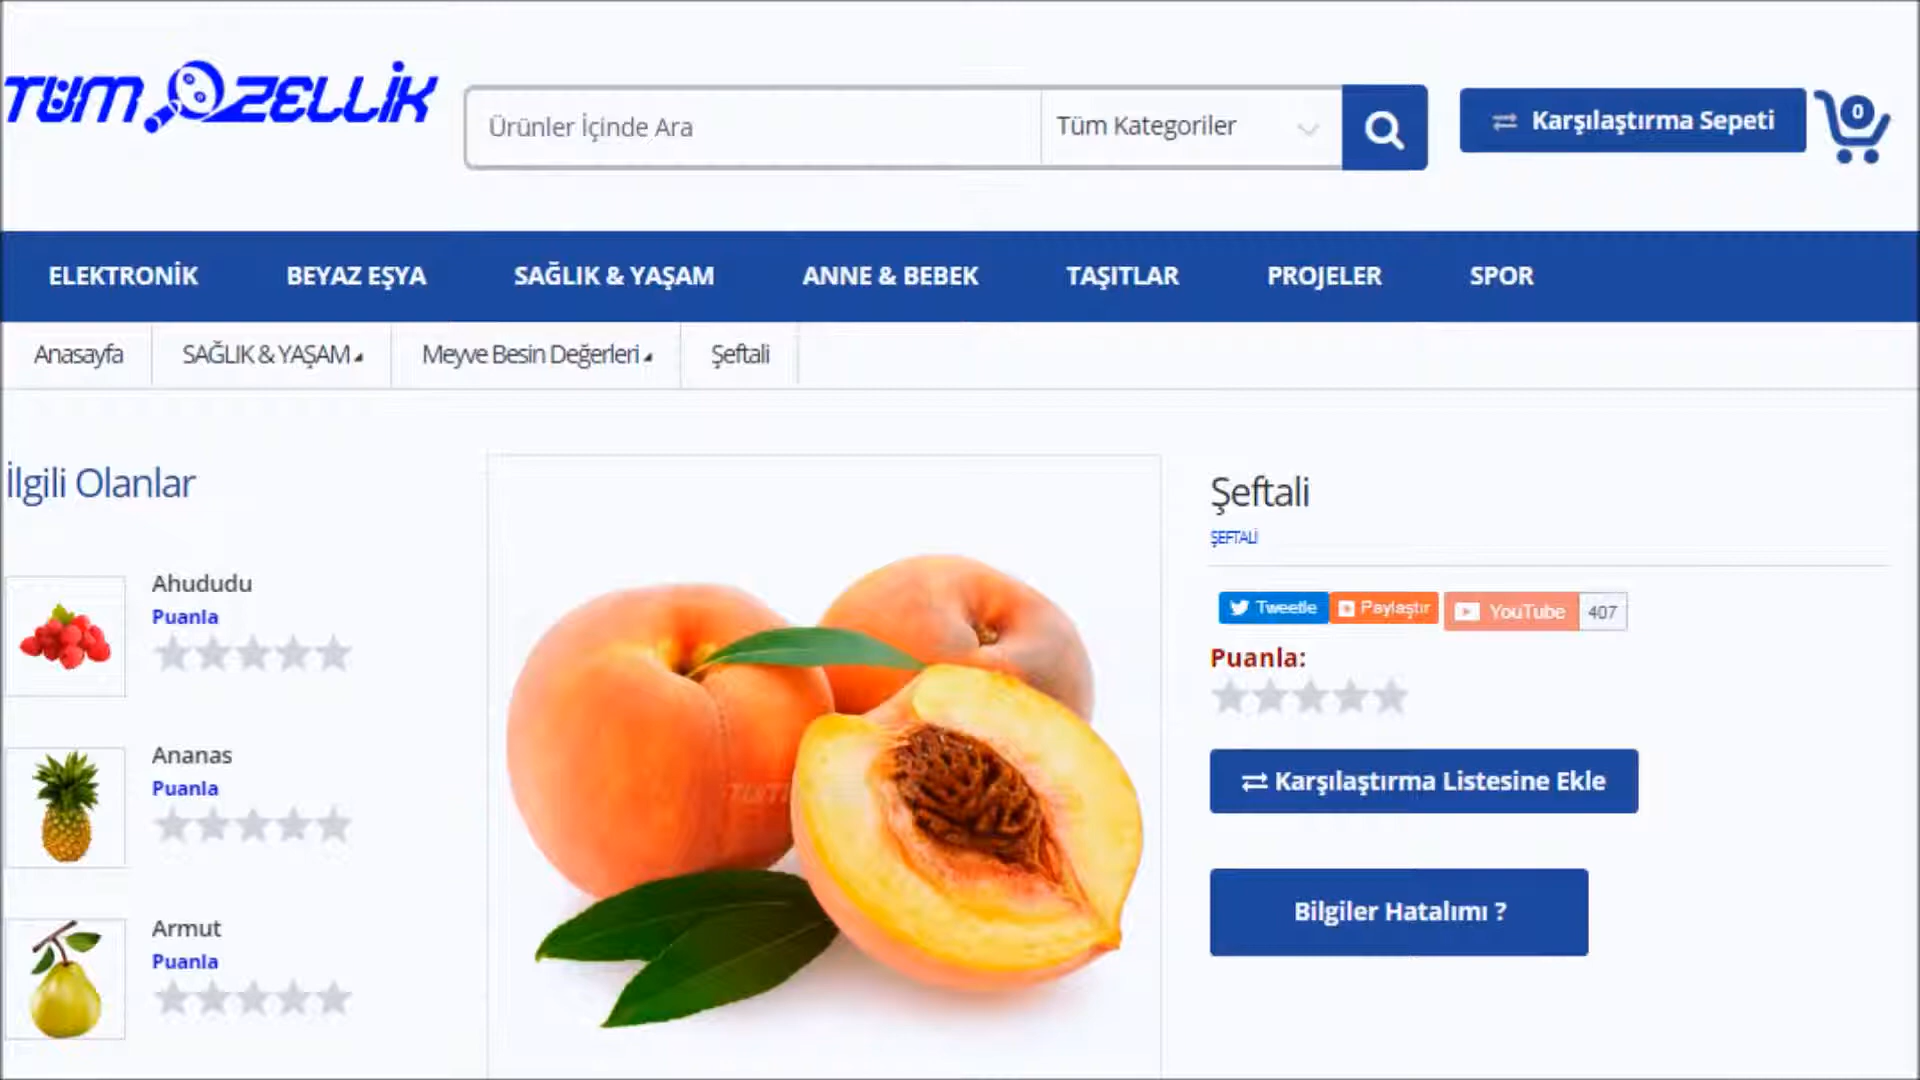 TÜM ÖZELLİK
Ürünler İçinde Ara
Tüm Kategoriler
Karşılaştırma Sepeti
0
ELEKTRONİK BEYAZ EŞYA SAĞLIK & YAŞAM ANNE & BEBEK TAŞITLAR PROJELER SPOR
Anasayfa SAĞLIK & YAŞAM Meyve Besin Değerleri Şeftali
İlgili Olanlar
Ahududu
Puanla
Ananas
Puanla
Armut
Puanla
Şeftali
ŞEFTALİ
Tweetle Paylaştır YouTube 407
Puanla:
Karşılaştırma Listesine Ekle
Bilgiler Hatalımı ?